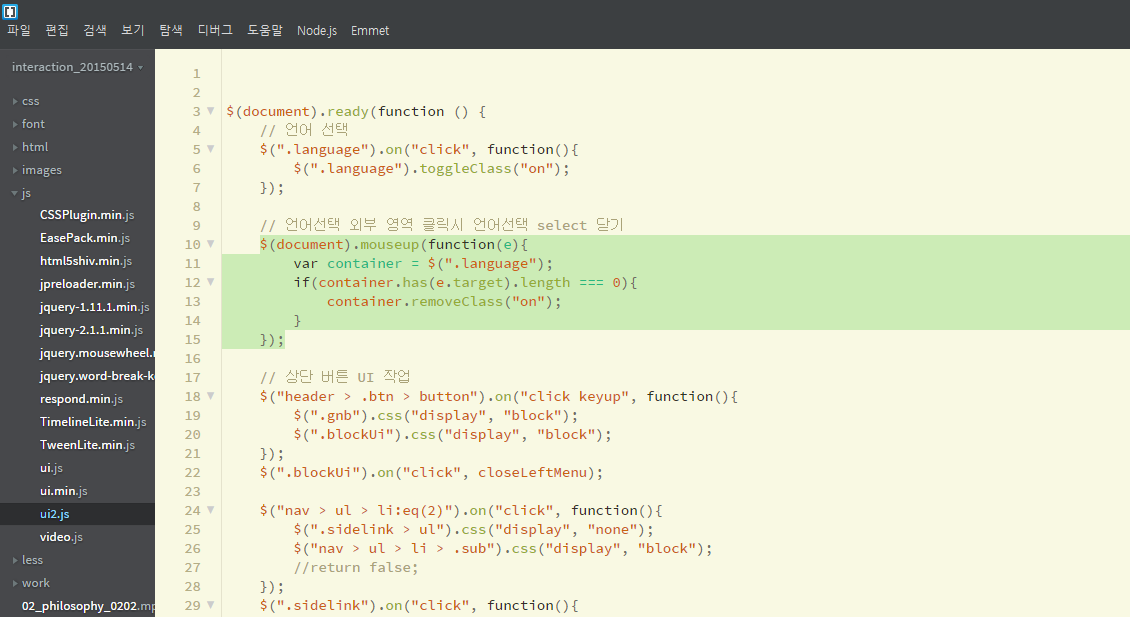 파일 편집 검색 보기 탐색 디버그 도움말 Node.js Emmet
interaction_20150514
css
font
html
images
js
CSSPlugin.min.js
EasePack.min.js
html5shiv.min.js
jpreloader.min.js
jquery-1.11.1.min.js
jquery-2.1.1.min.js
jquery.mousewheel.
jquery.word-break-k
respond.min.js
TimelineLite.min.js
TweenLite.min.js
ui.js
ui.min.js
ui2.js
video.js
less
work
02_philosophy_0202.mp
1
2
3 $(document).ready(function () {
4 // 언어 선택
5 $(".language").on("click", function(){
6 $(".language").toggleClass("on");
7 });
8
9 // 언어선택 외부 영역 클릭시 언어선택 select 닫기
10 $(document).mouseup(function(e){
11 var container = $(".language");
12 if(container.has(e.target).length === 0){
13 container.removeClass("on");
14 }
15 });
16
17 // 상단 버튼 UI 작업
18 $("header > .btn > button").on("click keyup", function(){
19 $(".gnb").css("display", "block");
20 $(".blockUi").css("display", "block");
21 });
22 $(".blockUi").on("click", closeLeftMenu);
23
24 $("nav > ul > li:eq(2)").on("click", function(){
25 $(".sidelink > ul").css("display", "none");
26 $("nav > ul > li > .sub").css("display", "block");
27 //return false;
28 });
29 $(".sidelink").on("click", function(){